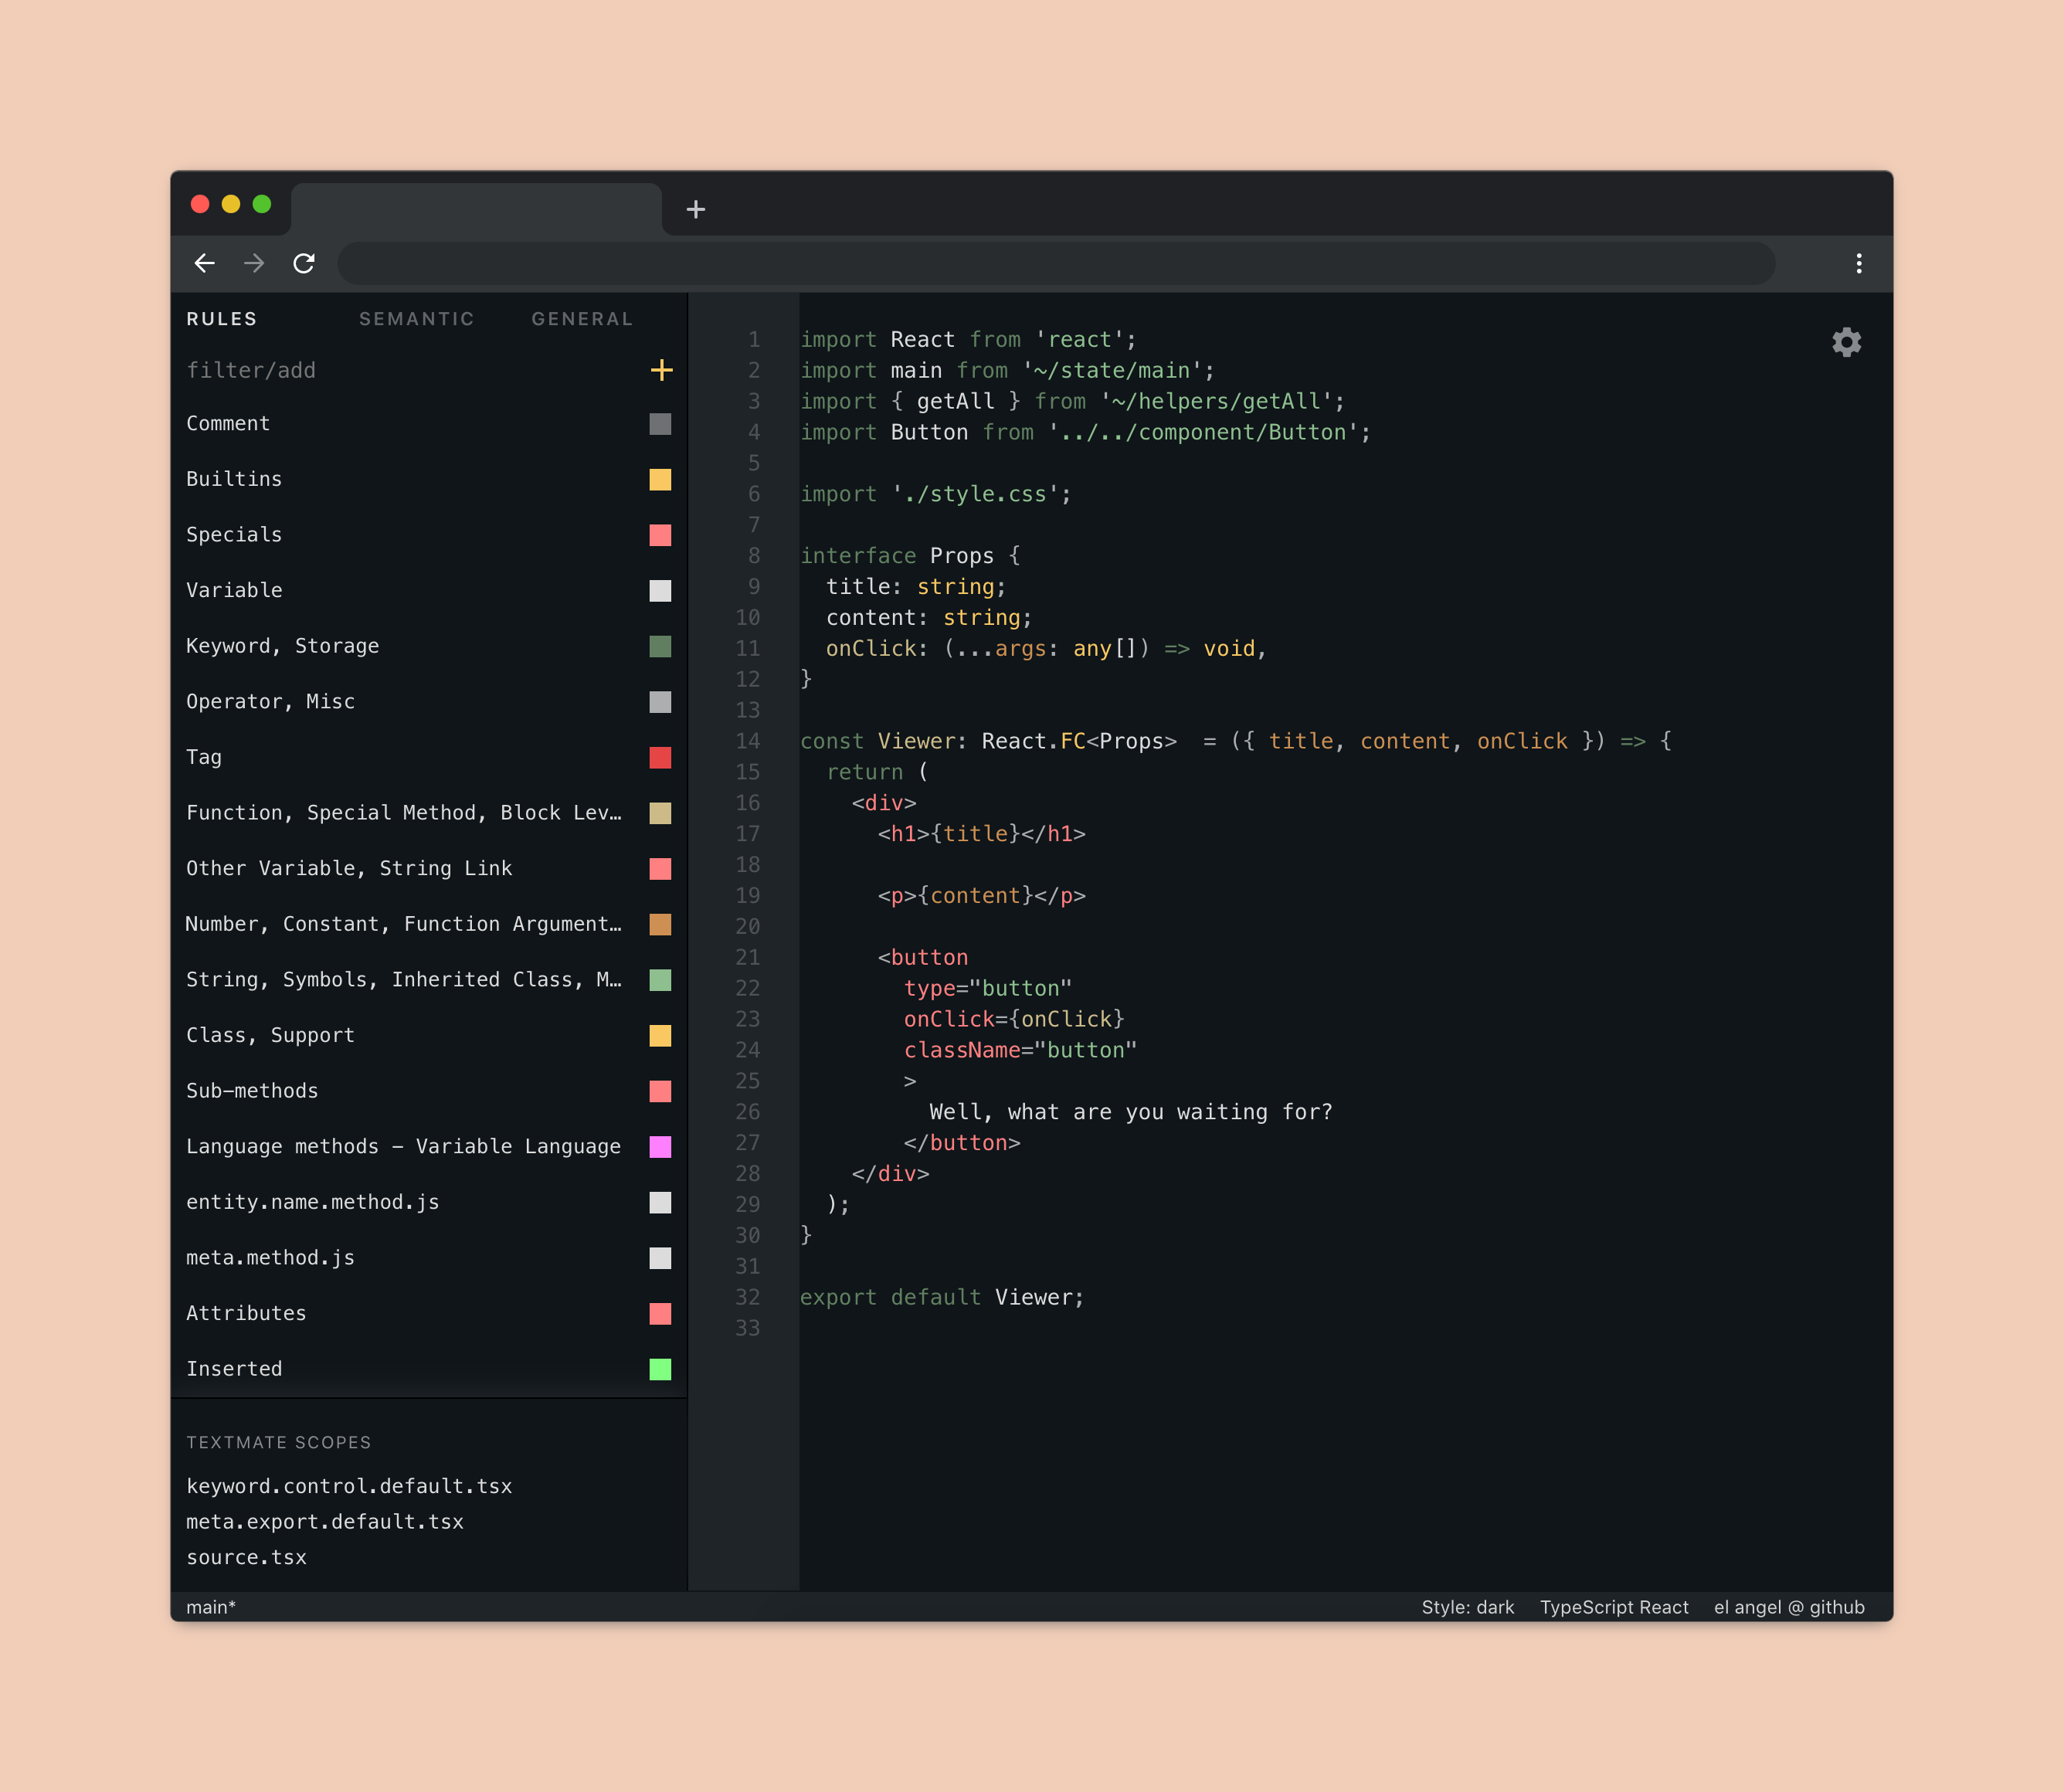 RULES SEMANTIC GENERAL
filter/add
Comment
Builtins
Specials
Variable
Keyword, Storage
Operator, Misc
Tag
Function, Special Method, Block Lev…
Other Variable, String Link
Number, Constant, Function Argument…
String, Symbols, Inherited Class, M…
Class, Support
Sub-methods
Language methods - Variable Language
entity.name.method.js
meta.method.js
Attributes
Inserted
TEXTMATE SCOPES
keyword.control.default.tsx
meta.export.default.tsx
source.tsx
1 import React from 'react';
2 import main from '~/state/main';
3 import { getAll } from '~/helpers/getAll';
4 import Button from '../../component/Button';
5
6 import './style.css';
7
8 interface Props {
9   title: string;
10   content: string;
11   onClick: (...args: any[]) => void,
12 }
13
14 const Viewer: React.FC<Props>  = ({ title, content, onClick }) => {
15   return (
16     <div>
17       <h1>{title}</h1>
18
19       <p>{content}</p>
20
21       <button
22         type="button"
23         onClick={onClick}
24         className="button"
25         >
26           Well, what are you waiting for?
27         </button>
28     </div>
29   );
30 }
31
32 export default Viewer;
33
main* Style: dark TypeScript React el angel @ github